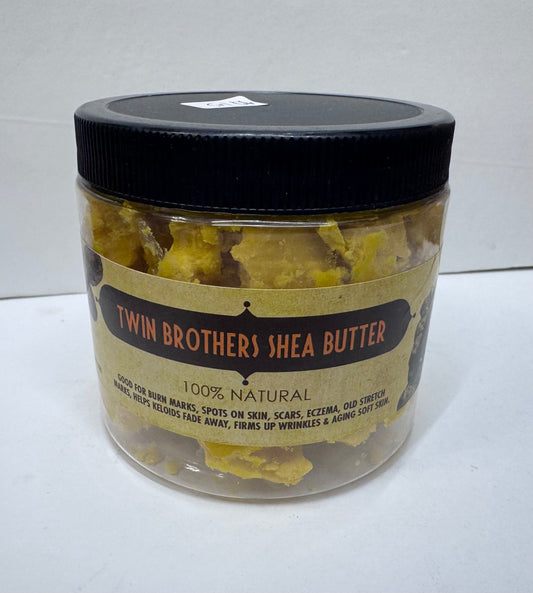 TWIN BROTHERS SHEA BUTTER
100% NATURAL
GOOD FOR BURN MARKS, SPOTS ON SKIN, SCARS, ECZEMA, OLD STRETCH
MARKS, HELPS KELOIDS FADE AWAY, FIRMS UP WRINKLES & AGING SOFT SKIN.